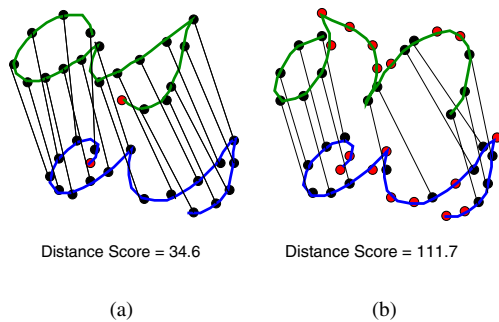 Distance Score = 34.6
Distance Score = 111.7
(a)
(b)